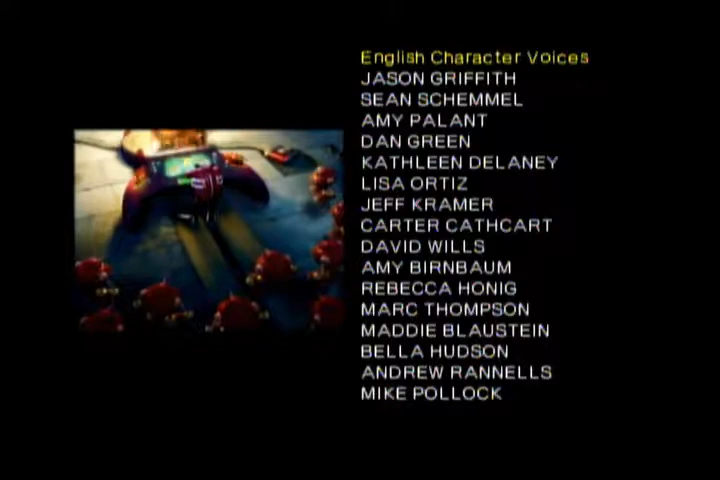 English Character Voices
JASON GRIFFITH
SEAN SCHEMMEL
AMY PALANT
DAN GREEN
KATHLEEN DELANEY
LISA ORTIZ
JEFF KRAMER
CARTER CATHCART
DAVID WILLS
AMY BIRNBAUM
REBECCA HONIG
MARC THOMPSON
MADDIE BLAUSTEIN
BELLA HUDSON
ANDREW RANNELLS
MIKE POLLOCK